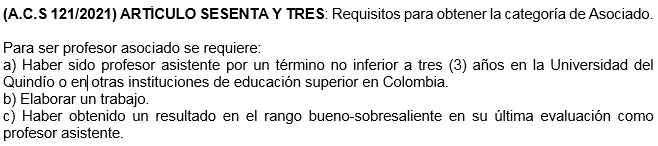 (A.C.S 121/2021) ARTÍCULO SESENTA Y TRES: Requisitos para obtener la categoría de Asociado.
Para ser profesor asociado se requiere:
a) Haber sido profesor asistente por un término no inferior a tres (3) años en la Universidad del
Quindío o en otras instituciones de educación superior en Colombia.
b) Elaborar un trabajo.
c) Haber obtenido un resultado en el rango bueno-sobresaliente en su última evaluación como
profesor asistente.